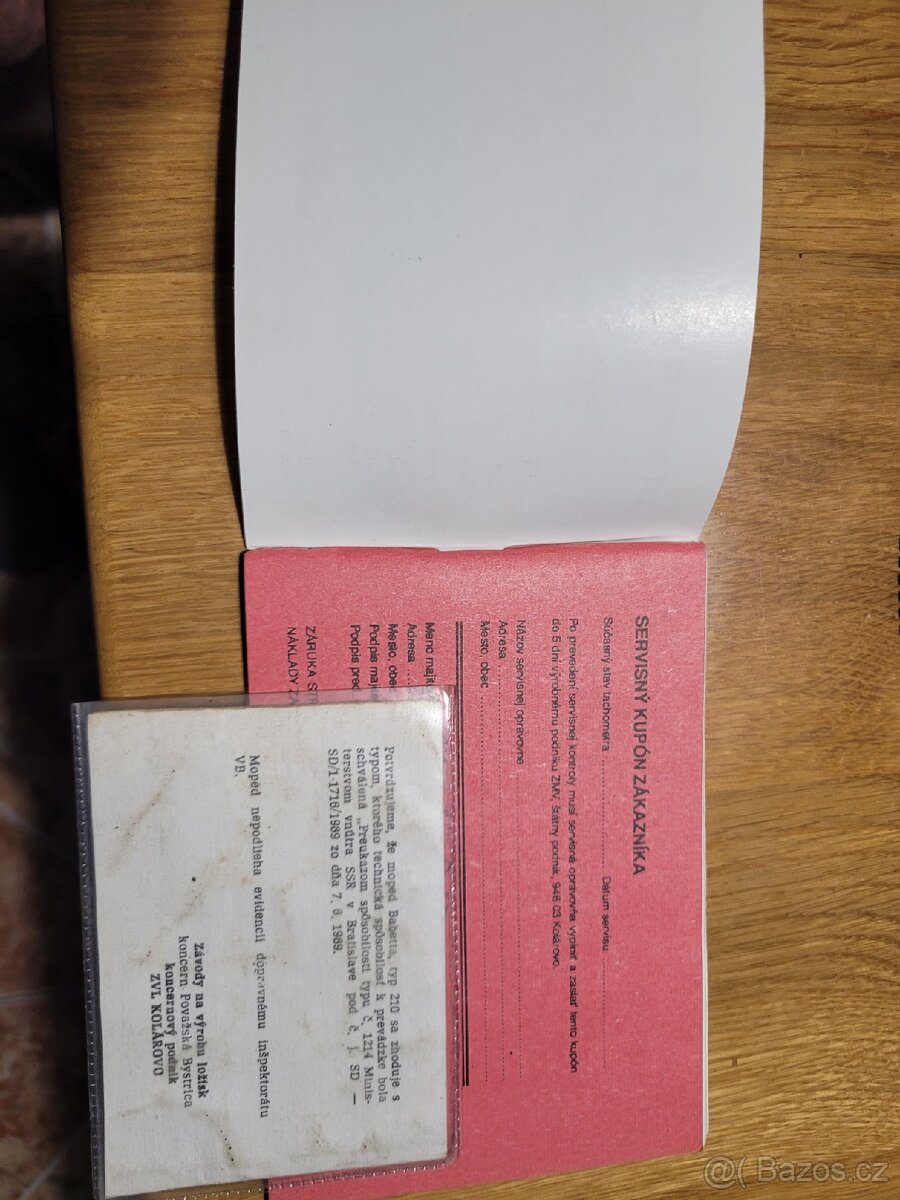 SERVISNÝ KUPÓN ZÁKAZNÍKA
Súčasný stav tachometra .................... Dátum servisu
Po prevedení servisnej kontroly musí servisná opravovňa vyplniť a zaslať tento kupón
do 5 dní výrobnému podniku ZMV, štátny podnik, 946 03 Kolárovo.
Názov servisnej opravovne
Adresa
Mesto, obec
Meno majit
Adresa
Mesto, obec
Podpis maj
Podpis pred
ZÁRUKA STR
NÁKLADY ZA
Potvrdzujeme, že moped Babetta, typ 210 sa zhoduje s
typom, ktorého technická spôsobilosť k prevádzke bola
schválená „Preukazom spôsobilosti typu č. 1214 Minis-
terstvom vnútra SSR v Bratislave pod č. j. SD —
SD/1-1716/1989 zo dňa 7. 6. 1989.
Moped nepodlieha evidencii dopravnému inšpektorátu
VB.
Závody na výrobu ložísk
koncern. Považská Bystrica
koncernový podnik
ZVL KOLÁROVO
@( Bazos.cz